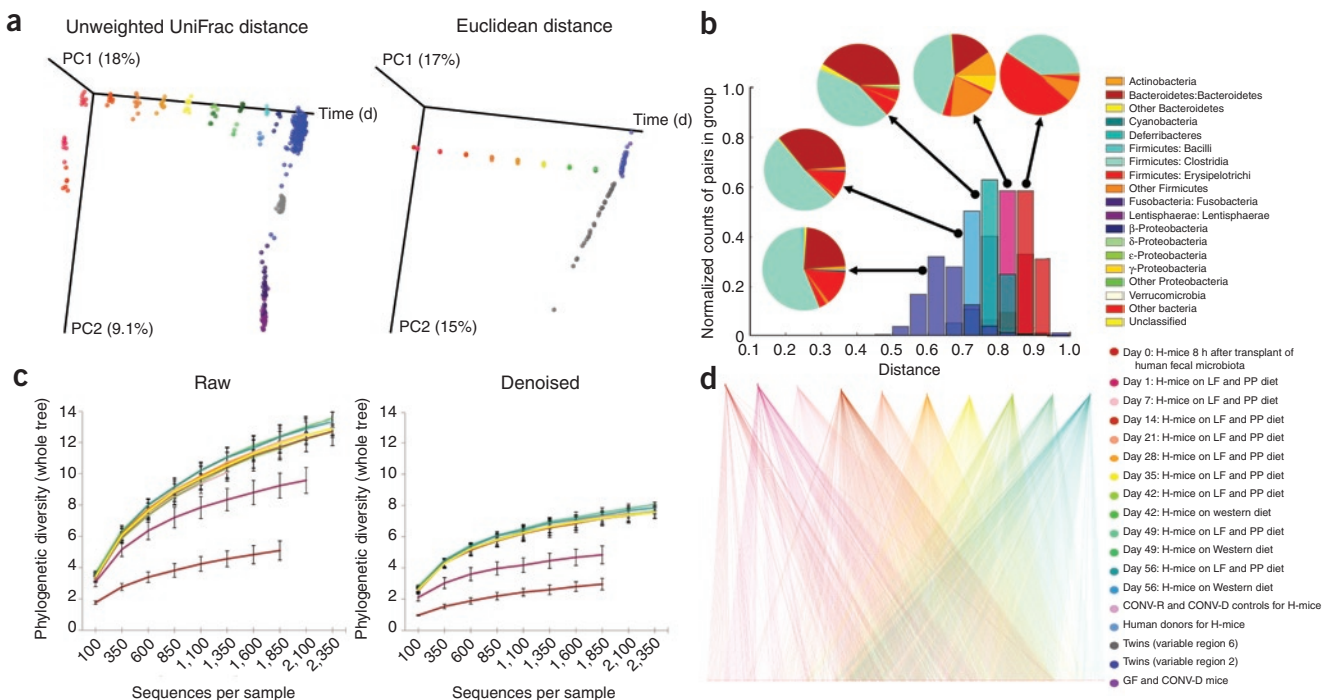 a
Unweighted UniFrac distance
PC1 (18%)
Time (d)
PC2 (9.1%)
Euclidean distance
PC1 (17%)
Time (d)
PC2 (15%)
b
Normalized counts of pairs in group
1.0
0.8
0.6
0.4
0.2
0
0.1
0.2
0.3
0.4
0.5
0.6
0.7
0.8
0.9
1.0
Distance
Actinobacteria
Bacteroidetes:Bacteroidetes
Other Bacteroidetes
Cyanobacteria
Deferribacteres
Firmicutes: Bacilli
Firmicutes: Clostridia
Firmicutes: Erysipelotrichi
Other Firmicutes
Fusobacteria: Fusobacteria
Lentisphaerae: Lentisphaerae
β-Proteobacteria
δ-Proteobacteria
ε-Proteobacteria
γ-Proteobacteria
Other Proteobacteria
Verrucomicrobia
Other bacteria
Unclassified
c
Raw
Phylogenetic diversity (whole tree)
14
12
10
8
6
4
2
0
100
350
600
850
1,100
1,350
1,600
1,850
2,100
2,350
Sequences per sample
Denoised
Phylogenetic diversity (whole tree)
14
12
10
8
6
4
2
0
100
350
600
850
1,100
1,350
1,600
1,850
2,100
2,350
Sequences per sample
d
Day 0: H-mice 8 h after transplant of
human fecal microbiota
Day 1: H-mice on LF and PP diet
Day 7: H-mice on LF and PP diet
Day 14: H-mice on LF and PP diet
Day 21: H-mice on LF and PP diet
Day 28: H-mice on LF and PP diet
Day 35: H-mice on LF and PP diet
Day 42: H-mice on LF and PP diet
Day 42: H-mice on western diet
Day 49: H-mice on LF and PP diet
Day 49: H-mice on Western diet
Day 56: H-mice on LF and PP diet
Day 56: H-mice on Western diet
CONV-R and CONV-D controls for H-mice
Human donors for H-mice
Twins (variable region 6)
Twins (variable region 2)
GF and CONV-D mice